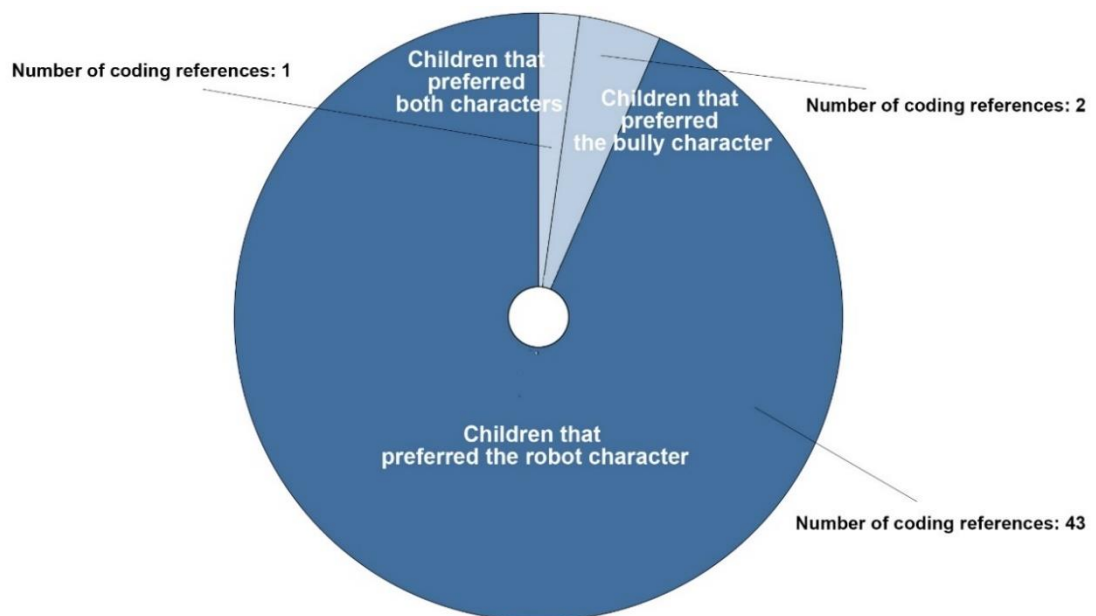 Children that
preferred
both characters
Number of coding references: 1
Children that
preferred
the bully character
Number of coding references: 2
Children that
preferred the robot character
Number of coding references: 43